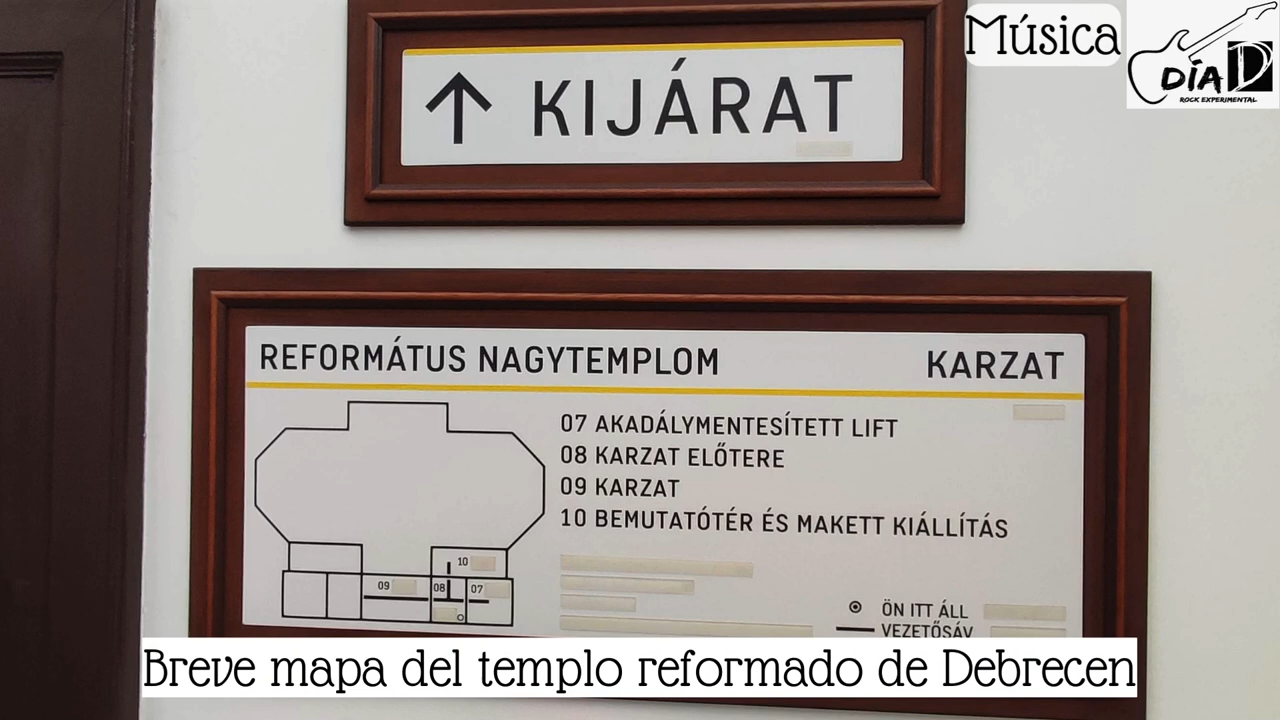 Música
DÍA D
ROCK EXPERIMENTAL
↑ KIJÁRAT
REFORMÁTUS NAGYTEMPLOM KARZAT
07 AKADÁLYMENTESÍTETT LIFT
08 KARZAT ELŐTERE
09 KARZAT
10 BEMUTATÓTÉR ÉS MAKETT KIÁLLÍTÁS
10
09 08 07
ÖN ITT ÁLL
VEZETŐSÁV
Breve mapa del templo reformado de Debrecen